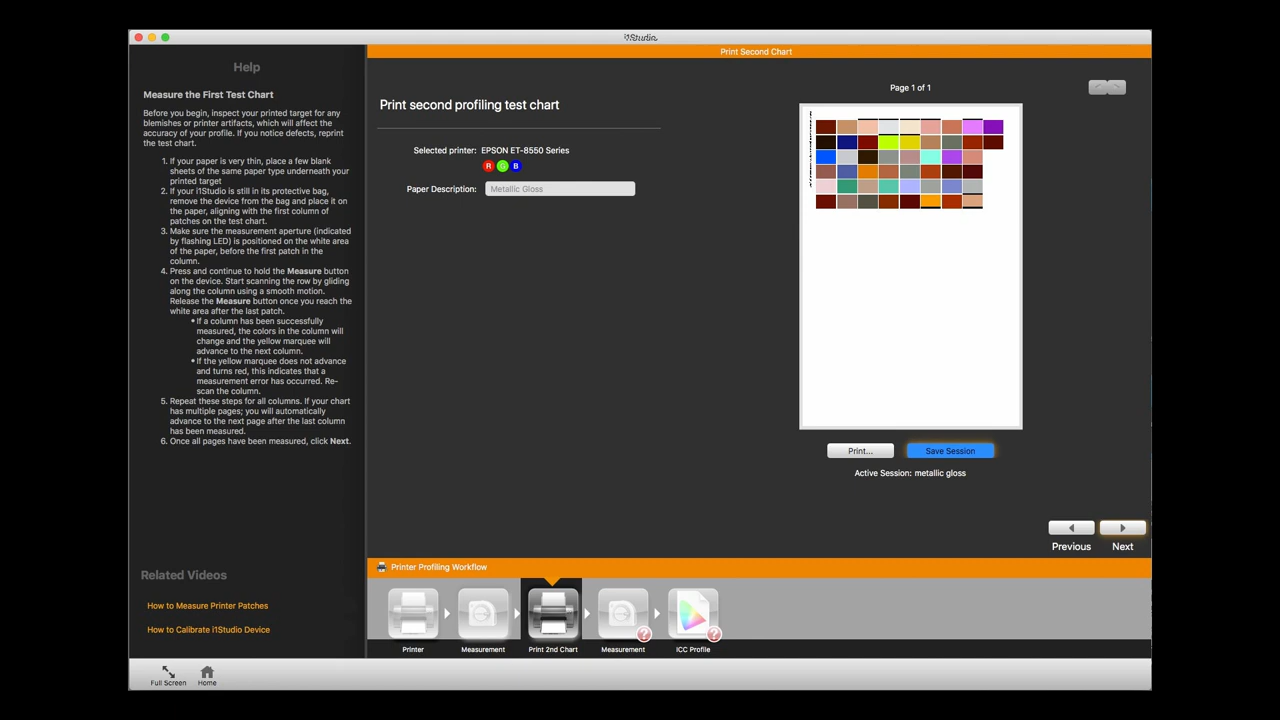 i1Studio
Print Second Chart
Help
Measure the First Test Chart
Before you begin, inspect your printed target for any
blemishes or printer artifacts, which will affect the
accuracy of your profile. If you notice defects, reprint
the test chart.
1. If your paper is very thin, place a few blank
sheets of the same paper type underneath your
printed target
2. If your i1Studio is still in its protective bag,
remove the device from the bag and place it on
the paper, aligning with the first column of
patches on the test chart.
3. Make sure the measurement aperture (indicated
by flashing LED) is positioned on the white area
of the paper, before the first patch in the
column.
4. Press and continue to hold the Measure button
on the device. Start scanning the row by gliding
along the column using a smooth motion.
Release the Measure button once you reach the
white area after the last patch.
• If a column has been successfully
measured, the colors in the column will
change and the yellow marquee will
advance to the next column.
• If the yellow marquee does not advance
and turns red, this indicates that a
measurement error has occurred. Re-
scan the column.
5. Repeat these steps for all columns. If your chart
has multiple pages; you will automatically
advance to the next page after the last column
has been measured.
6. Once all pages have been measured, click Next.
Related Videos
How to Measure Printer Patches
How to Calibrate i1Studio Device
Print second profiling test chart
Selected printer: EPSON ET-8550 Series
R G B
Paper Description: Metallic Gloss
Page 1 of 1
Print... Save Session
Active Session: metallic gloss
Previous Next
Printer Profiling Workflow
? ?
Printer Measurement Print 2nd Chart Measurement ICC Profile
Full Screen Home